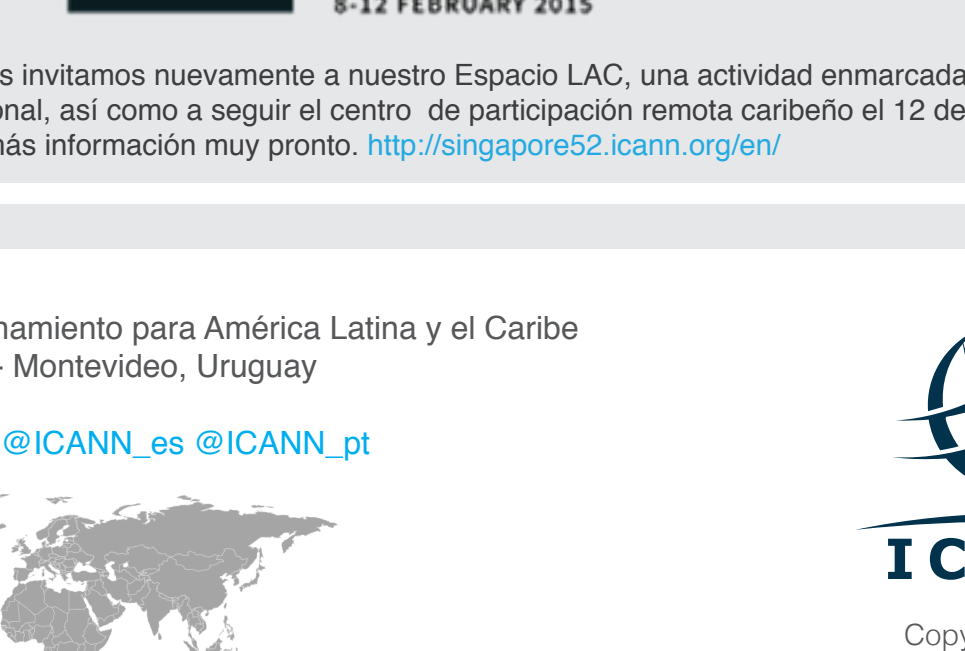 8-12 FEBRUARY 2015
s invitamos nuevamente a nuestro Espacio LAC, una actividad enmarcada
onal, así como a seguir el centro de participación remota caribeño el 12 de
más información muy pronto. http://singapore52.icann.org/en/
namiento para América Latina y el Caribe
- Montevideo, Uruguay
@ICANN_es @ICANN_pt
I C
Copy